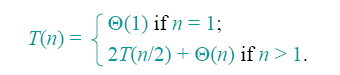 T(n) = { Θ(1) if n = 1;
2T(n/2) + Θ(n) if n > 1.